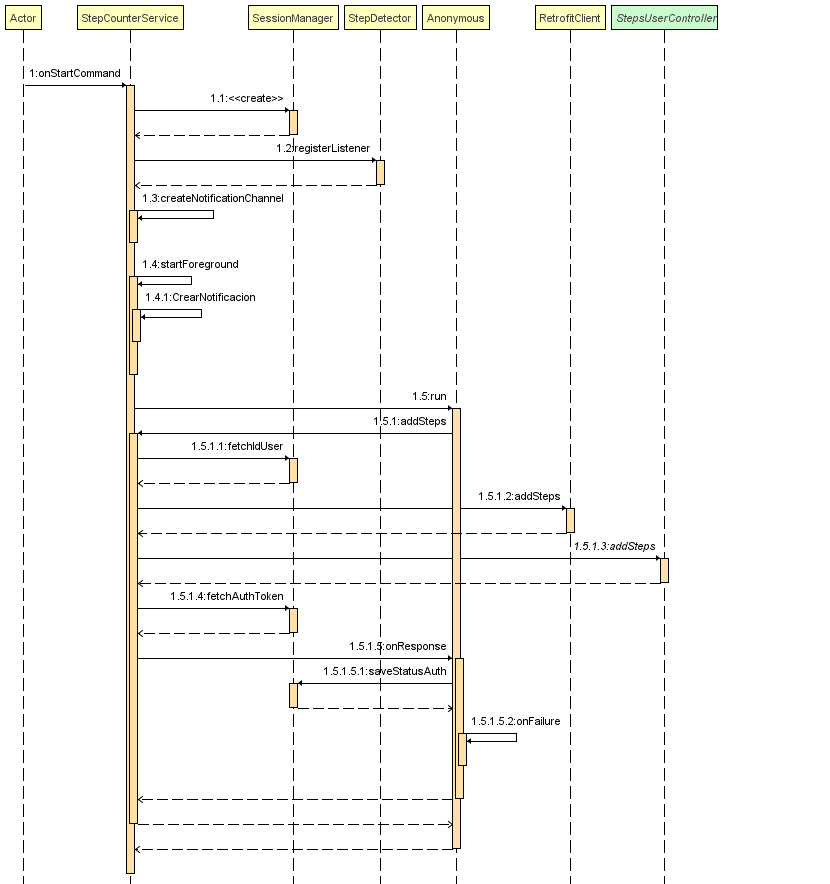 Actor
StepCounterService
SessionManager
StepDetector
Anonymous
RetrofitClient
StepsUserController
1:onStartCommand
1.1:<<create>>
1.2:registerListener
1.3:createNotificationChannel
1.4:startForeground
1.4.1:CrearNotificacion
1.5:run
1.5.1:addSteps
1.5.1.1:fetchIdUser
1.5.1.2:addSteps
1.5.1.3:addSteps
1.5.1.4:fetchAuthToken
1.5.1.5:onResponse
1.5.1.5.1:saveStatusAuth
1.5.1.5.2:onFailure